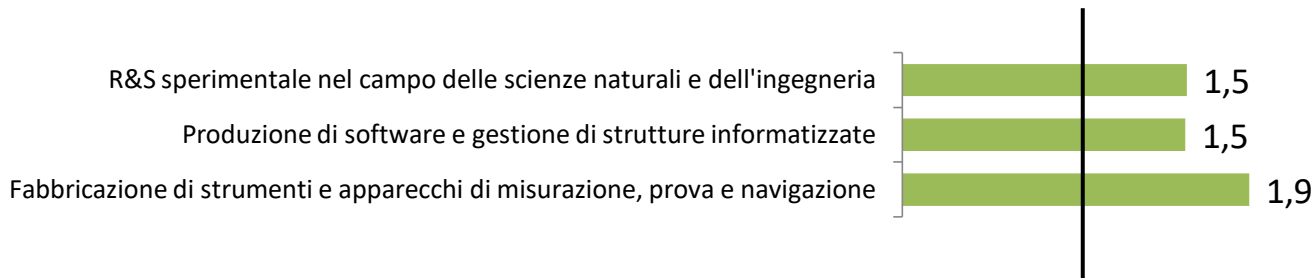 R&S sperimentale nel campo delle scienze naturali e dell'ingegneria 1,5
Produzione di software e gestione di strutture informatizzate 1,5
Fabbricazione di strumenti e apparecchi di misurazione, prova e navigazione 1,9